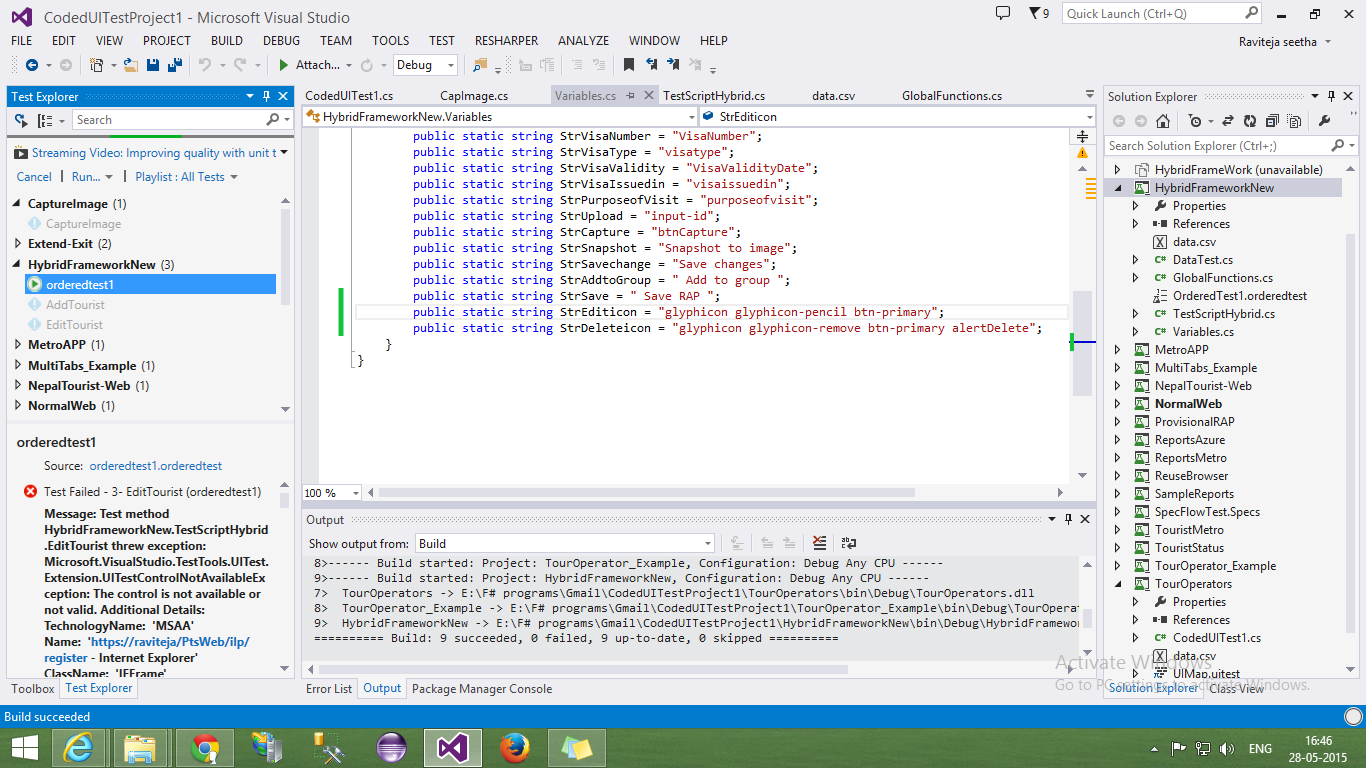 CodedUITestProject1 - Microsoft Visual Studio
9
Quick Launch (Ctrl+Q)
FILE EDIT VIEW PROJECT BUILD DEBUG TEAM TOOLS TEST RESHARPER ANALYZE WINDOW HELP
Raviteja seetha
Attach...
Debug
Test Explorer
Search
Streaming Video: Improving quality with unit t
Cancel | Run... | Playlist : All Tests
CaptureImage (1)
CaptureImage
Extend-Exit (2)
HybridFrameworkNew (3)
orderedtest1
AddTourist
EditTourist
MetroAPP (1)
MultiTabs_Example (1)
NepalTourist-Web (1)
NormalWeb (1)
orderedtest1
Source: orderedtest1.orderedtest
Test Failed - 3- EditTourist (orderedtest1)
Message: Test method
HybridFrameworkNew.TestScriptHybrid
.EditTourist threw exception:
Microsoft.VisualStudio.TestTools.UITest.
Extension.UITestControlNotAvailableEx
ception: The control is not available or
not valid. Additional Details:
TechnologyName: 'MSAA'
Name: 'https://raviteja/PtsWeb/ilp/
register - Internet Explorer'
ClassName: 'IEFrame'
Toolbox Test Explorer
CodedUITest1.cs CapImage.cs Variables.cs TestScriptHybrid.cs data.csv GlobalFunctions.cs
HybridFrameworkNew.Variables
StrEditicon
public static string StrVisaNumber = "VisaNumber";
public static string StrVisaType = "visatype";
public static string StrVisaValidity = "VisaValidityDate";
public static string StrVisaIssuedin = "visaissuedin";
public static string StrPurposeofVisit = "purposeofvisit";
public static string StrUpload = "input-id";
public static string StrCapture = "btnCapture";
public static string StrSnapshot = "Snapshot to image";
public static string StrSavechange = "Save changes";
public static string StrAddtoGroup = " Add to group ";
public static string StrSave = " Save RAP ";
public static string StrEditicon = "glyphicon glyphicon-pencil btn-primary";
public static string StrDeleteicon = "glyphicon glyphicon-remove btn-primary alertDelete";
}
}
100 %
Output
Show output from: Build
8>------ Build started: Project: TourOperator_Example, Configuration: Debug Any CPU ------
9>------ Build started: Project: HybridFrameworkNew, Configuration: Debug Any CPU ------
7> TourOperators -> E:\F# programs\Gmail\CodedUITestProject1\TourOperators\bin\Debug\TourOperators.dll
8> TourOperator_Example -> E:\F# programs\Gmail\CodedUITestProject1\TourOperator_Example\bin\Debug\TourOperat
9> HybridFrameworkNew -> E:\F# programs\Gmail\CodedUITestProject1\HybridFrameworkNew\bin\Debug\HybridFramewor
========== Build: 9 succeeded, 0 failed, 9 up-to-date, 0 skipped ==========
Error List Output Package Manager Console
Solution Explorer
Search Solution Explorer (Ctrl+;)
HybridFrameWork (unavailable)
HybridFrameworkNew
Properties
References
data.csv
DataTest.cs
GlobalFunctions.cs
OrderedTest1.orderedtest
TestScriptHybrid.cs
Variables.cs
MetroAPP
MultiTabs_Example
NepalTourist-Web
NormalWeb
ProvisionalRAP
ReportsAzure
ReportsMetro
ReuseBrowser
SampleReports
SpecFlowTest.Specs
TouristMetro
TouristStatus
TourOperator_Example
TourOperators
Properties
References
CodedUITest1.cs
data.csv
UIMap.uitest
Solution Explorer Class View
Activate Windows
Go to PC settings to activate Windows.
Build succeeded
ENG
16:46
28-05-2015